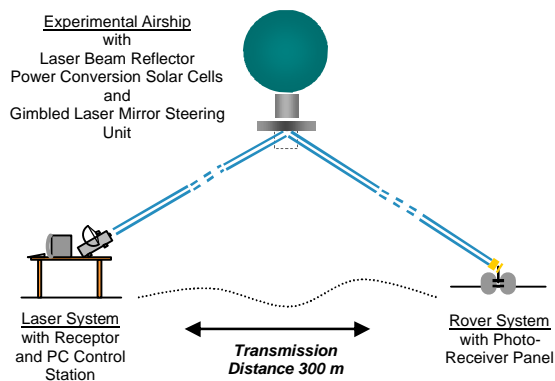 Experimental Airship
with
Laser Beam Reflector
Power Conversion Solar Cells
and
Gimbled Laser Mirror Steering
Unit
Laser System
with Receptor
and PC Control
Station
Transmission
Distance 300 m
Rover System
with Photo-
Receiver Panel